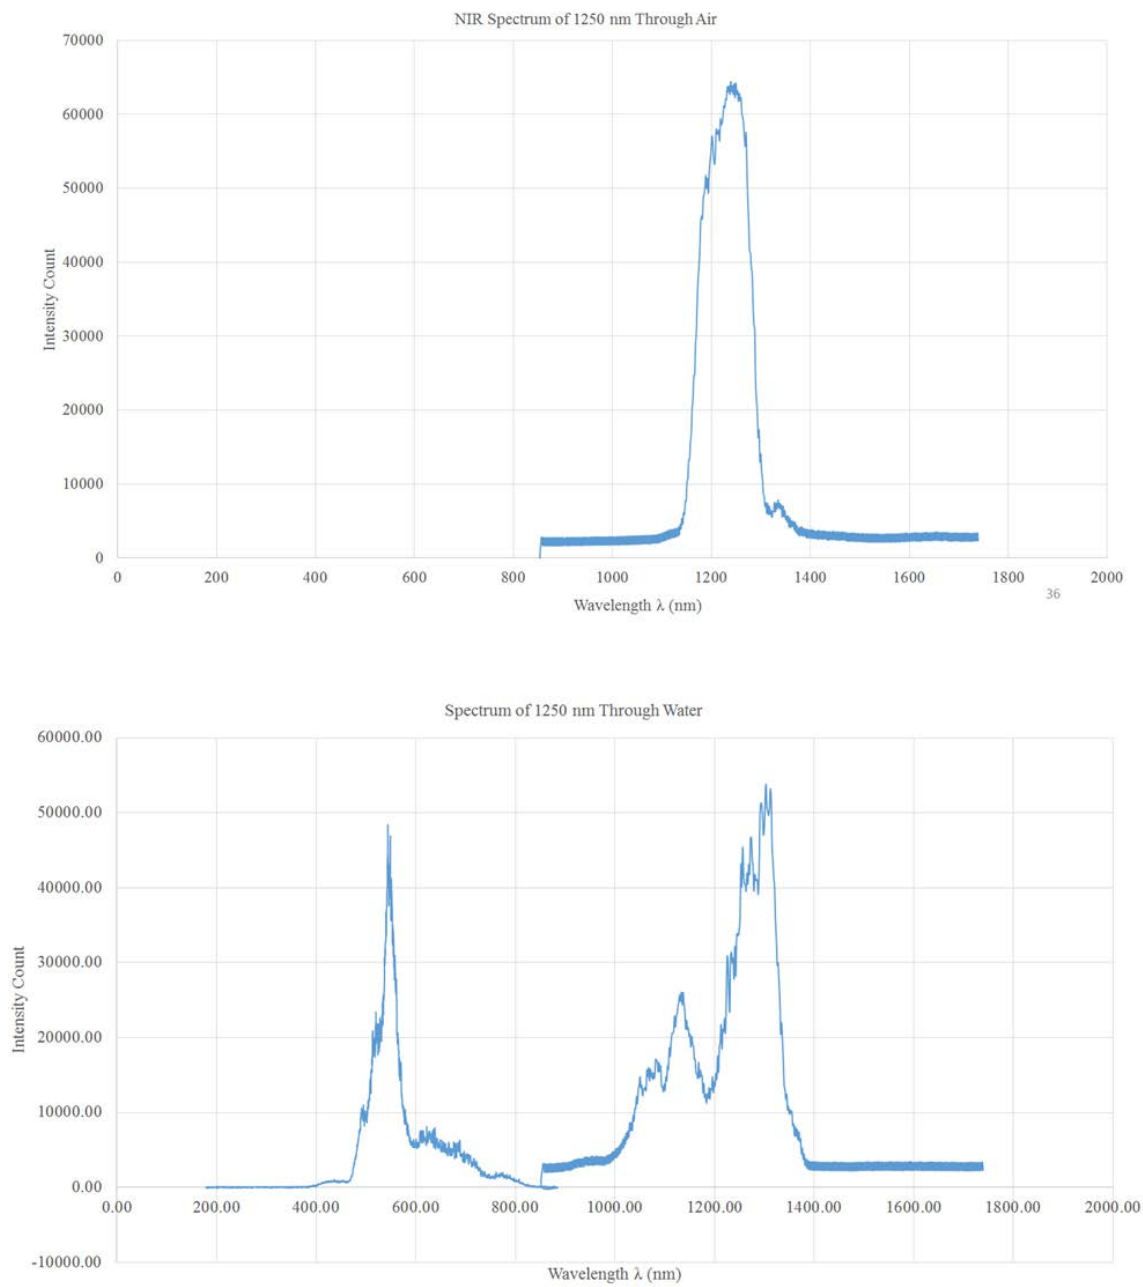 NIR Spectrum of 1250 nm Through Air
70000
60000
50000
40000
30000
20000
10000
0
Intensity Count
0 200 400 600 800 1000 1200 1400 1600 1800 2000
Wavelength λ (nm)
36
Spectrum of 1250 nm Through Water
60000.00
50000.00
40000.00
30000.00
20000.00
10000.00
0.00
-10000.00
Intensity Count
0.00 200.00 400.00 600.00 800.00 1000.00 1200.00 1400.00 1600.00 1800.00 2000.00
Wavelength λ (nm)